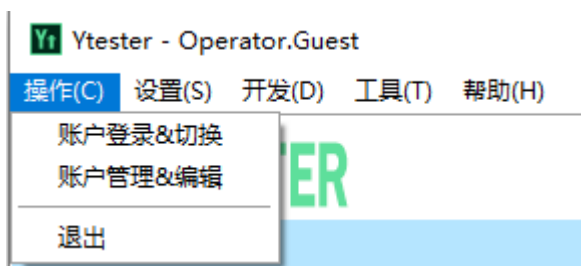 Yt Ytester - Operator.Guest
操作(C) 设置(S) 开发(D) 工具(T) 帮助(H)
账户登录&切换
账户管理&编辑
ER
退出